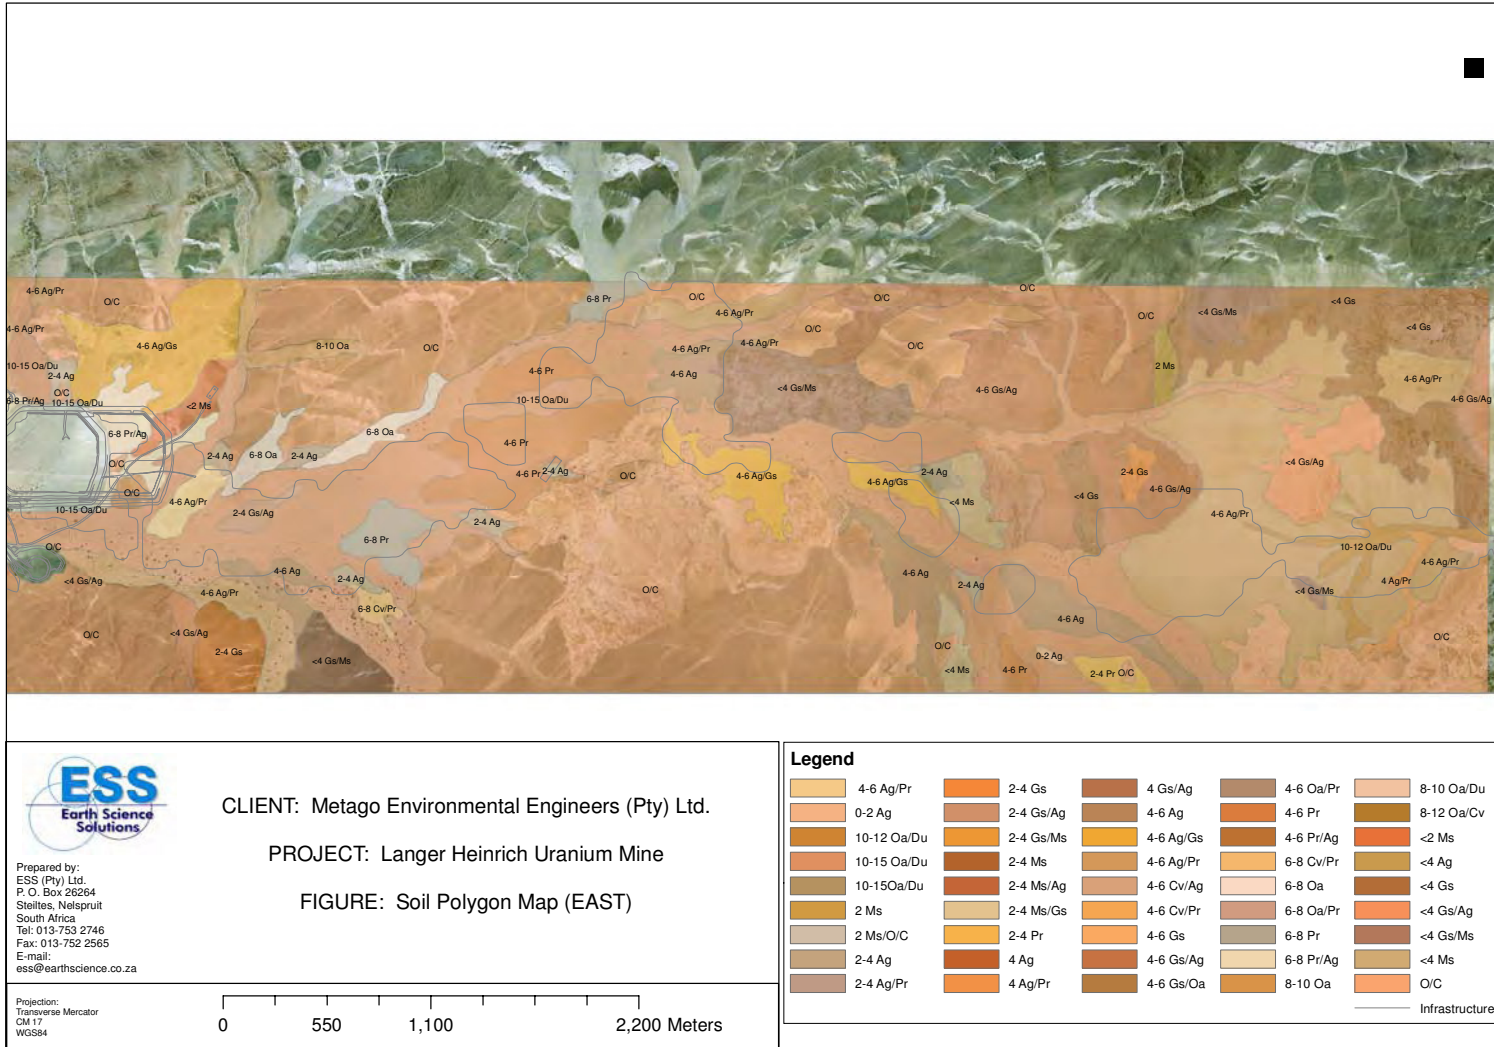 4-6 Ag/Pr
O/C
4-6 Ag/Pr
4-6 Ag/Gs
10-15 Oa/Du
2-4 Ag
O/C
6-8 Pr/Ag
10-15 Oa/Du
<2 Ms
6-8 Pr/Ag
O/C
O/C
10-15 Oa/Du
O/C
<4 Gs/Ag
4-6 Ag/Pr
2-4 Ag
6-8 Oa
2-4 Ag
2-4 Gs/Ag
8-10 Oa
O/C
6-8 Oa
6-8 Pr
2-4 Ag
4-6 Ag
2-4 Ag
4-6 Ag/Pr
6-8 Cv/Pr
<4 Gs/Ag
O/C
2-4 Gs
<4 Gs/Ms
6-8 Pr
O/C
4-6 Ag/Pr
4-6 Ag/Pr
4-6 Ag/Pr
4-6 Pr
4-6 Ag
10-15 Oa/Du
4-6 Pr
4-6 Pr
2-4 Ag
O/C
O/C
O/C
O/C
O/C
<4 Gs/Ms
4-6 Gs/Ag
4-6 Ag/Gs
4-6 Ag/Gs
2-4 Ag
<4 Ms
O/C
O/C
<4 Gs/Ms
<4 Gs
<4 Gs
2 Ms
4-6 Ag/Pr
4-6 Gs/Ag
2-4 Gs
4-6 Gs/Ag
<4 Gs
<4 Gs/Ag
4-6 Ag/Pr
10-12 Oa/Du
4-6 Ag/Pr
4 Ag/Pr
<4 Gs/Ms
4-6 Ag
2-4 Ag
4-6 Ag
O/C
<4 Ms
4-6 Pr
0-2 Ag
2-4 Pr
O/C
O/C
ESS
Earth Science
Solutions
Prepared by:
ESS (Pty) Ltd.
P. O. Box 26264
Steiltes, Nelspruit
South Africa
Tel: 013-753 2746
Fax: 013-752 2565
E-mail:
ess@earthscience.co.za
CLIENT: Metago Environmental Engineers (Pty) Ltd.
PROJECT: Langer Heinrich Uranium Mine
FIGURE: Soil Polygon Map (EAST)
Projection:
Transverse Mercator
CM 17
WGS84
0 550 1,100 2,200 Meters
Legend
4-6 Ag/Pr
0-2 Ag
10-12 Oa/Du
10-15 Oa/Du
10-15Oa/Du
2 Ms
2 Ms/O/C
2-4 Ag
2-4 Ag/Pr
2-4 Gs
2-4 Gs/Ag
2-4 Gs/Ms
2-4 Ms
2-4 Ms/Ag
2-4 Ms/Gs
2-4 Pr
4 Ag
4 Ag/Pr
4 Gs/Ag
4-6 Ag
4-6 Ag/Gs
4-6 Ag/Pr
4-6 Cv/Ag
4-6 Cv/Pr
4-6 Gs
4-6 Gs/Ag
4-6 Gs/Oa
4-6 Oa/Pr
4-6 Pr
4-6 Pr/Ag
6-8 Cv/Pr
6-8 Oa
6-8 Oa/Pr
6-8 Pr
6-8 Pr/Ag
8-10 Oa
8-10 Oa/Du
8-12 Oa/Cv
<2 Ms
<4 Ag
<4 Gs
<4 Gs/Ag
<4 Gs/Ms
<4 Ms
O/C
Infrastructure